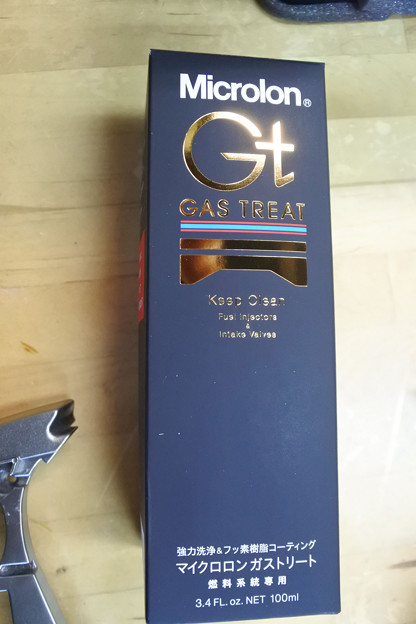 Microlon®
Gt
GAS TREAT
Keep Clean
Fuel Injectors
&
Intake Valves
強力洗浄&フッ素樹脂コーティング
マイクロロン ガストリート
燃料系統専用
3.4 FL. oz. NET 100ml